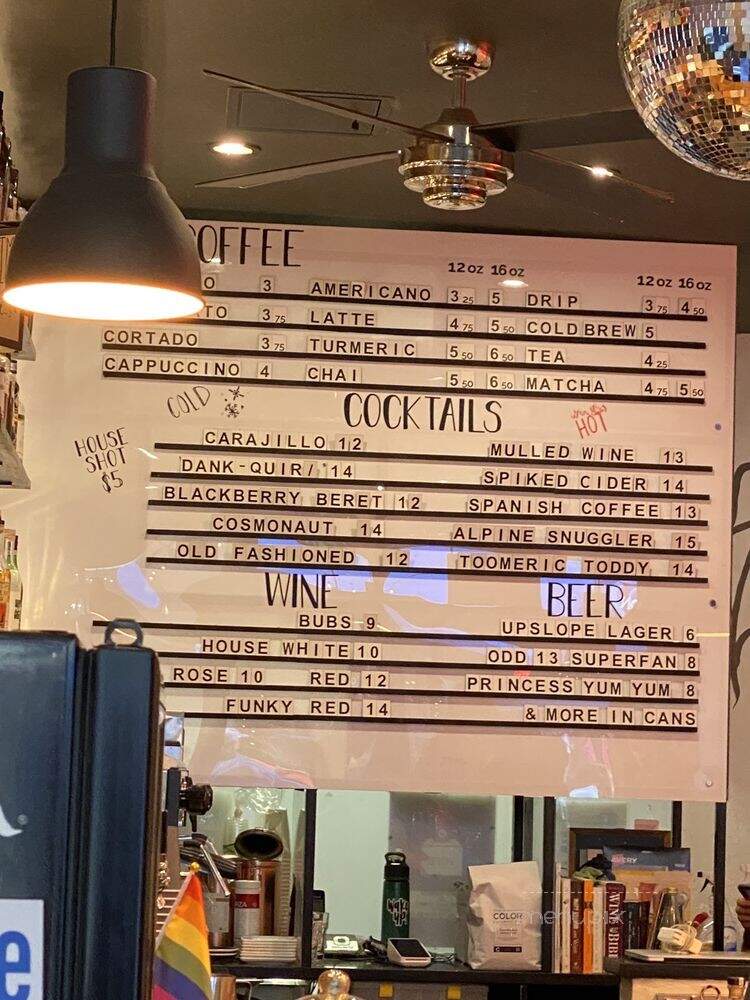 COFFEE
12oz 16oz
12oz 16oz
O 3 AMERICANO 3 25 5 DRIP 3 75 4 50
TO 3 75 LATTE 4 75 5 50 COLD BREW 5
CORTADO 3 75 TURMERIC 5 50 6 50 TEA 4 25
CAPPUCCINO 4 CHAI 5 50 6 50 MATCHA 4 75 5 50
COLD COCKTAILS HOT
HOUSE
SHOT
$5
CARAJILLO 12 MULLED WINE 13
DANK-QUIRI 14 SPIKED CIDER 14
BLACKBERRY BERET 12 SPANISH COFFEE 13
COSMONAUT 14 ALPINE SNUGGLER 15
OLD FASHIONED 12 TOOMERIC TODDY 14
WINE BEER
BUBS 9 UPSLOPE LAGER 6
HOUSE WHITE 10 ODD 13 SUPERFAN 8
ROSE 10 RED 12 PRINCESS YUM YUM 8
FUNKY RED 14 & MORE IN CANS
COLOR
WINE